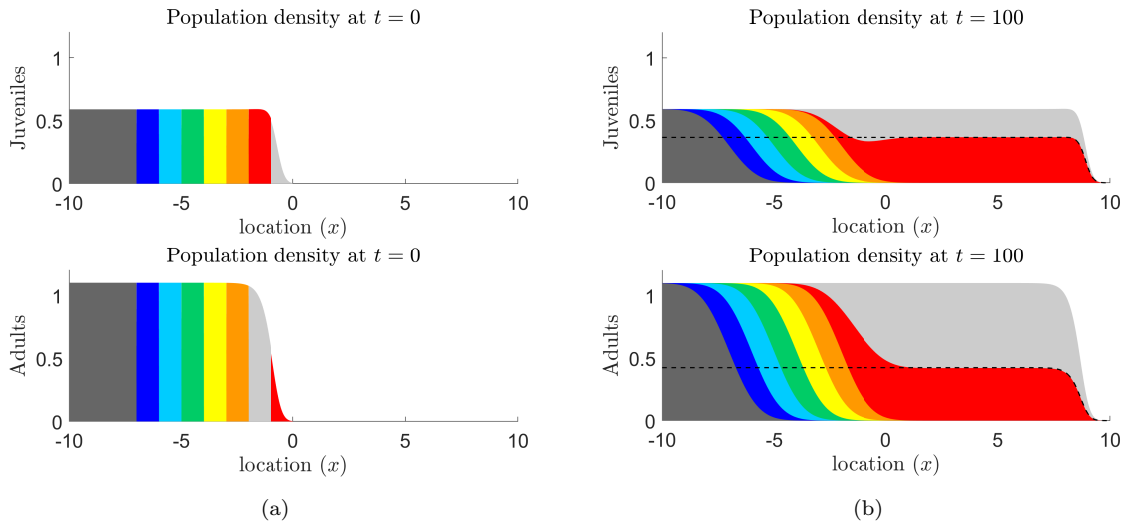 Population density at t = 0
Juveniles
1
0.5
0
-10 -5 0 5 10
location (x)
Population density at t = 0
Adults
1
0.5
0
-10 -5 0 5 10
location (x)
(a)
Population density at t = 100
Juveniles
1
0.5
0
-10 -5 0 5 10
location (x)
Population density at t = 100
Adults
1
0.5
0
-10 -5 0 5 10
location (x)
(b)